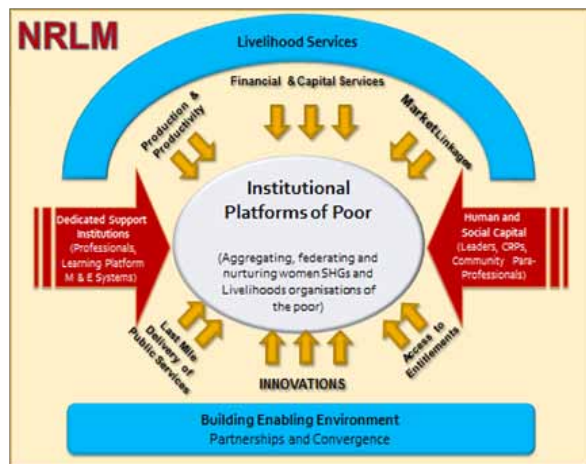 NRLM
Livelihood Services
Financial & Capital Services
Production &
Productivity
Market Linkages
Institutional
Platforms of Poor
(Aggregating, federating and
nurturing women SHGs and
Livelihoods organisations of
the poor)
Dedicated Support
Institutions
(Professionals,
Learning Platform
M & E Systems)
Human and
Social Capital
(Leaders, CRPs,
Community Para-
Professionals)
Last Mile
Delivery of
Public Services
INNOVATIONS
Access to
Entitlements
Building Enabling Environment
Partnerships and Convergence